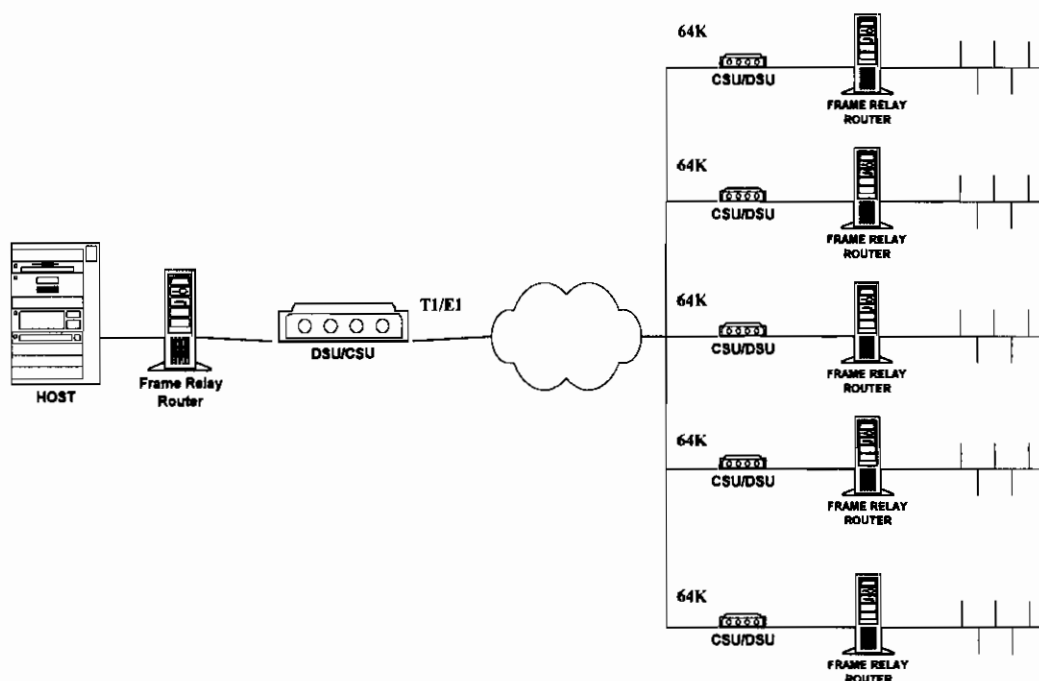 64K
CSU/DSU
FRAME RELAY
ROUTER
64K
CSU/DSU
FRAME RELAY
ROUTER
HOST
Frame Relay
Router
DSU/CSU
T1/E1
64K
CSU/DSU
FRAME RELAY
ROUTER
64K
CSU/DSU
FRAME RELAY
ROUTER
64K
CSU/DSU
FRAME RELAY
ROUTER